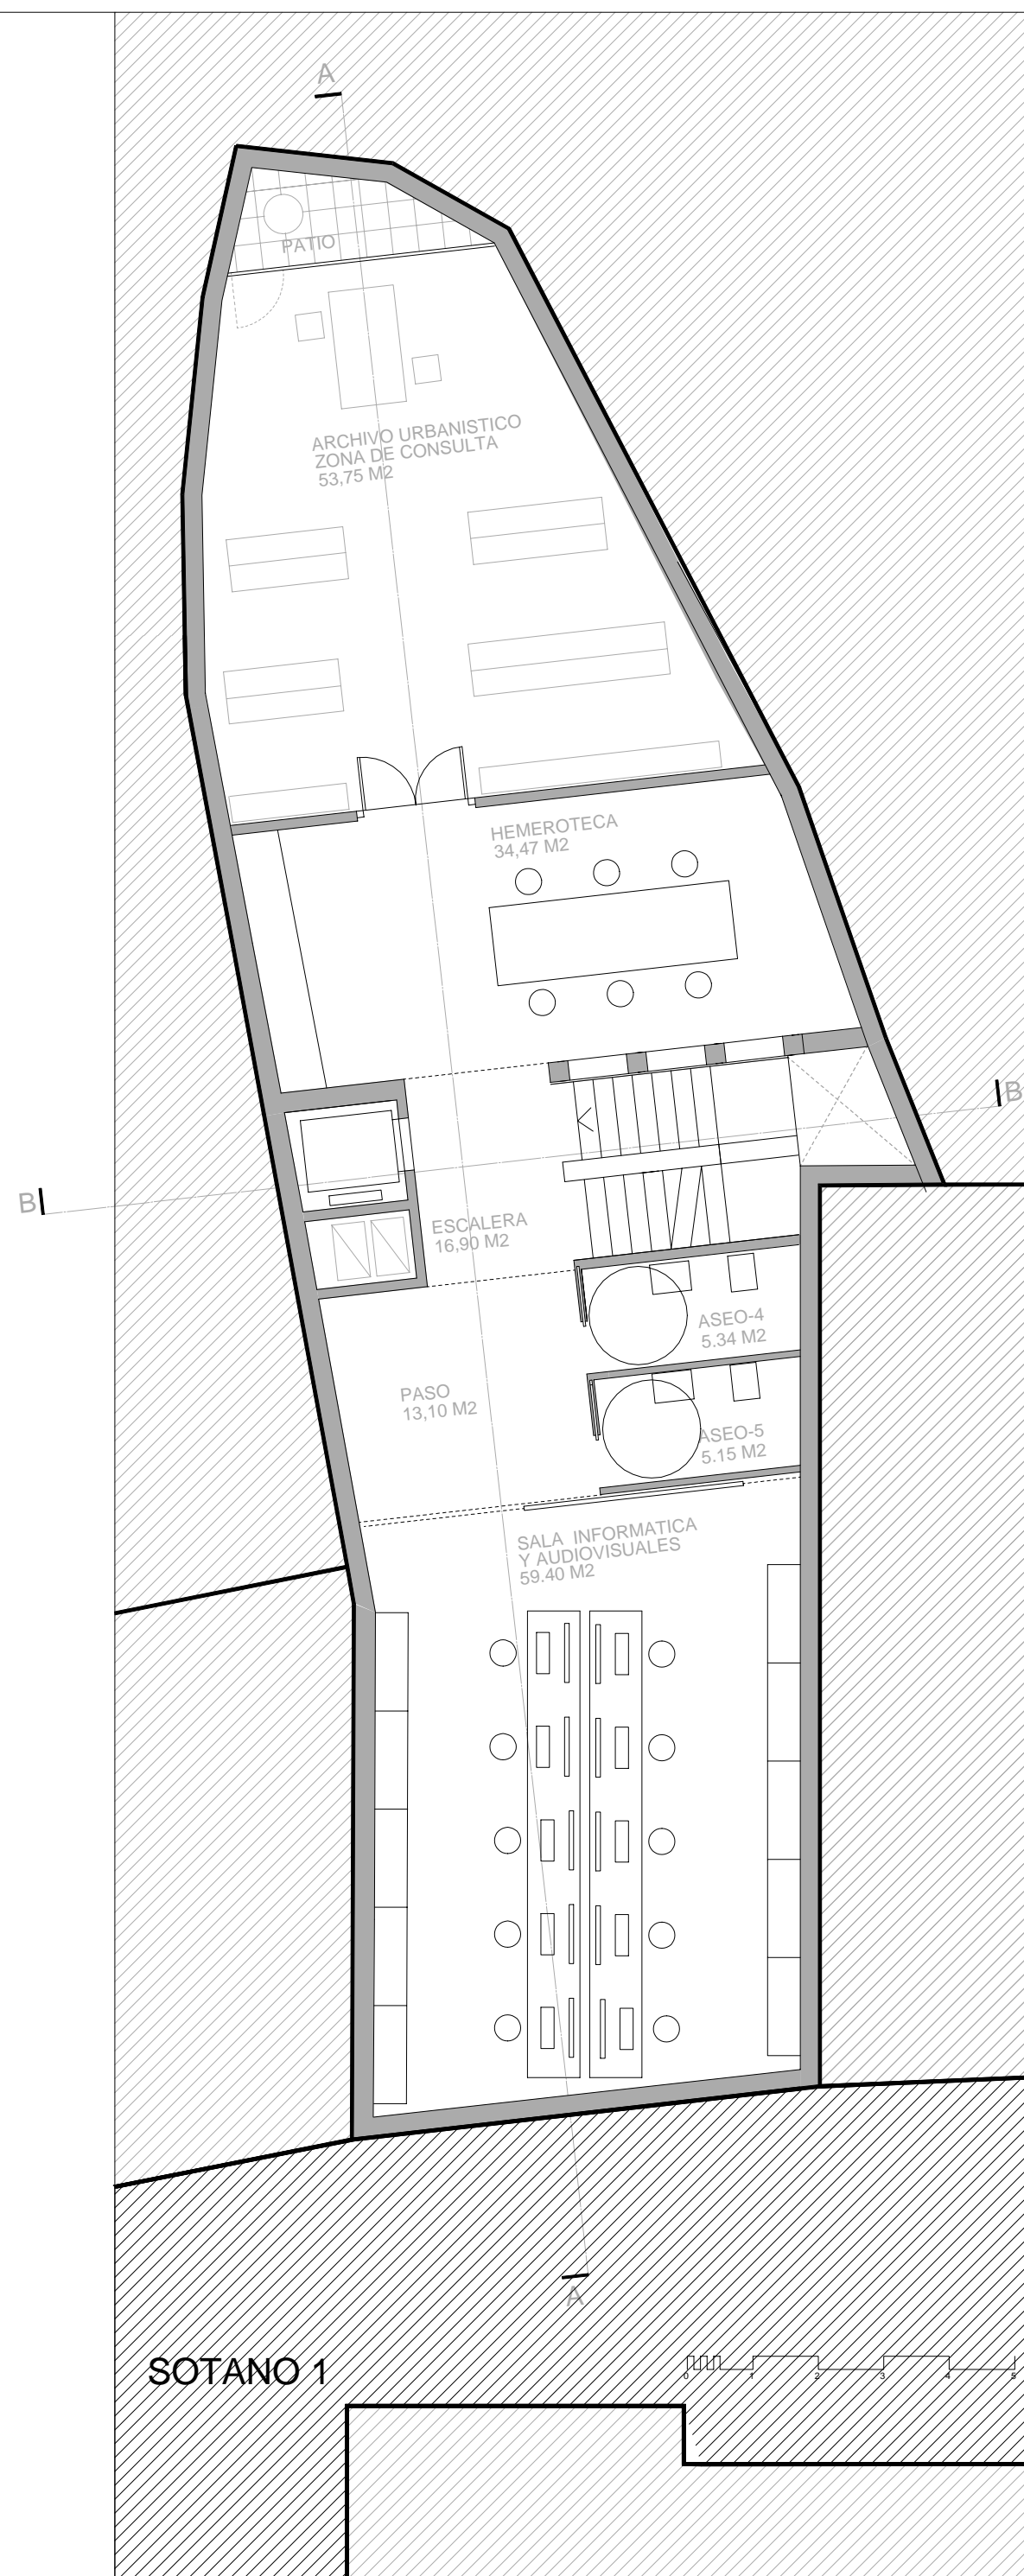 A
PATIO
ARCHIVO URBANISTICO
ZONA DE CONSULTA
53,75 M2
HEMEROTECA
34,47 M2
B
B
ESCALERA
16,90 M2
ASEO-4
5.34 M2
PASO
13,10 M2
ASEO-5
5.15 M2
SALA INFORMATICA
Y AUDIOVISUALES
59.40 M2
A
SOTANO 1
0 1 2 3 4 5